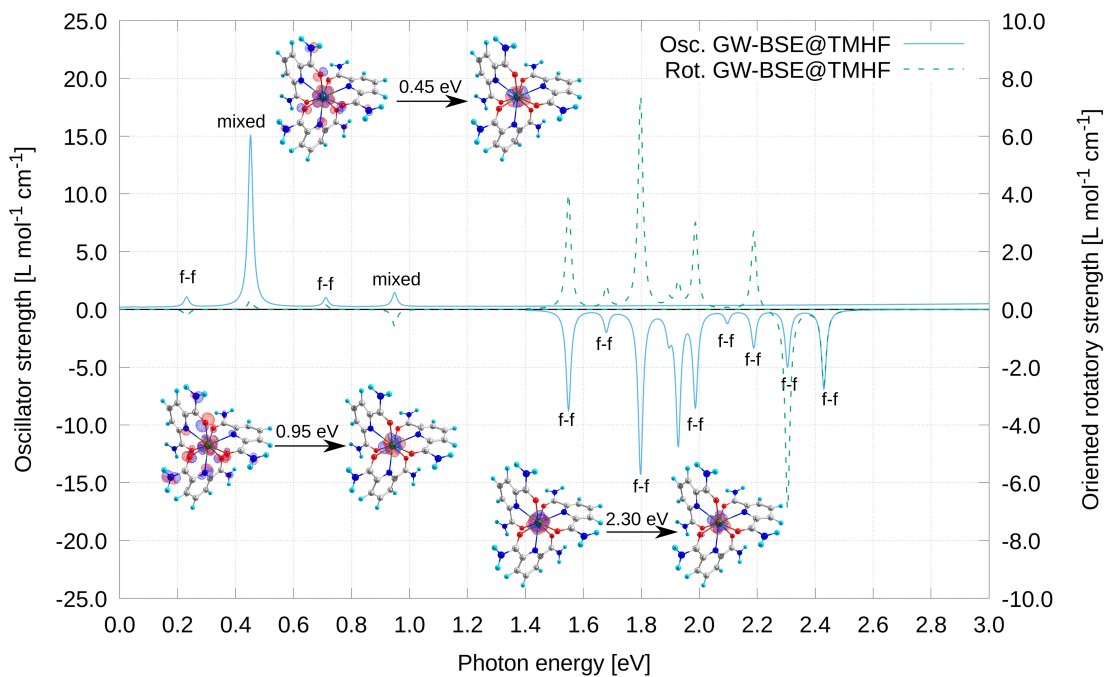 Osc. GW-BSE@TMHF
Rot. GW-BSE@TMHF
Oscillator strength [L mol⁻¹ cm⁻¹]
25.0
20.0
15.0
10.0
5.0
0.0
-5.0
-10.0
-15.0
-20.0
-25.0
0.45 eV
mixed
f-f
f-f
mixed
f-f
f-f
f-f
f-f
f-f
f-f
f-f
f-f
0.95 eV
2.30 eV
10.0
8.0
6.0
4.0
2.0
0.0
-2.0
-4.0
-6.0
-8.0
-10.0
Oriented rotatory strength [L mol⁻¹ cm⁻¹]
0.0 0.2 0.4 0.6 0.8 1.0 1.2 1.4 1.6 1.8 2.0 2.2 2.4 2.6 2.8 3.0
Photon energy [eV]